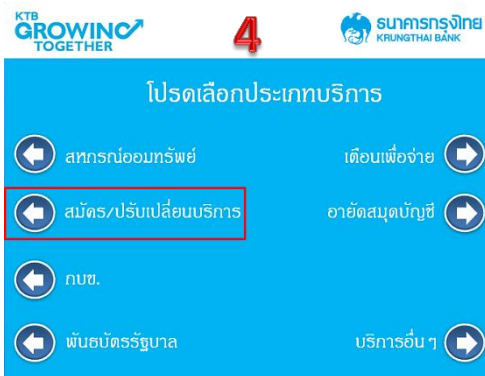 KTB
GROWING
TOGETHER
4
ธนาคารกรุงไทย
KRUNGTHAI BANK
โปรดเลือกประเภทบริการ
สหกรณ์ออมทรัพย์
เตือนเพื่อจ่าย
สมัคร/ปรับเปลี่ยนบริการ
อายัดสมุดบัญชี
กบข.
พันธบัตรรัฐบาล
บริการอื่น ๆ